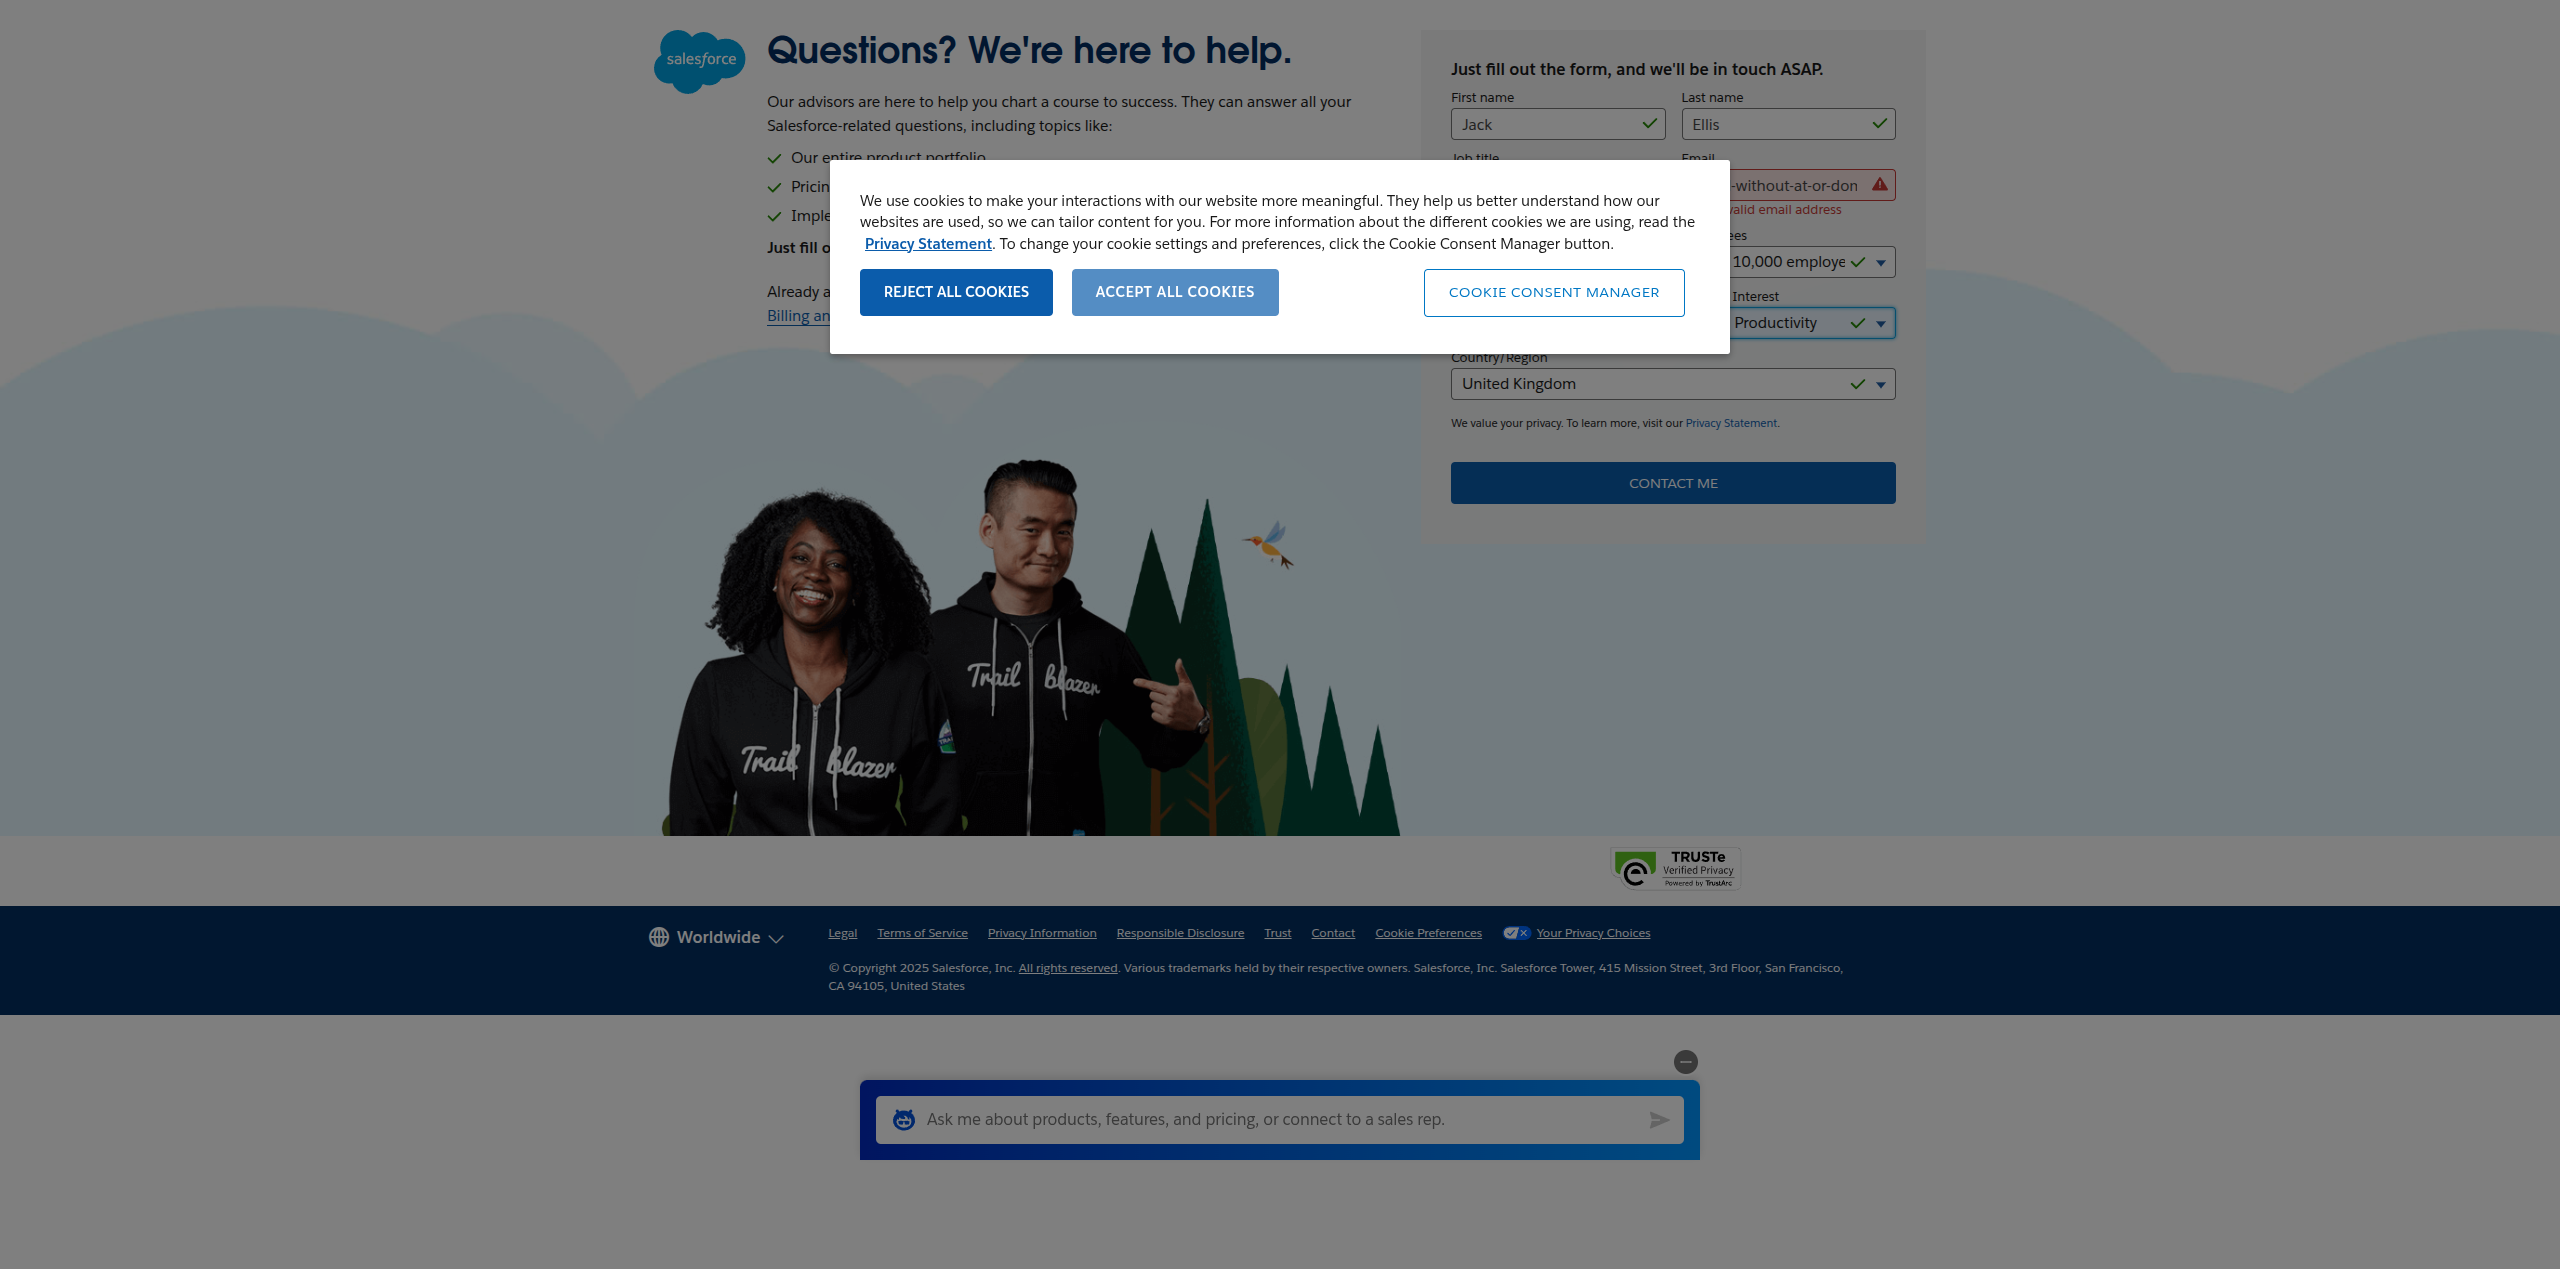 salesforce
Questions? We're here to help.
Our advisors are here to help you chart a course to success. They can answer all your
Salesforce-related questions, including topics like:
Our entire product portfolio
Pricin
Imple
Just fill o
Already a
Billing an
Just fill out the form, and we'll be in touch ASAP.
First name
Last name
Jack
Ellis
Job title
Email
-without-at-or-don
valid email address
ees
10,000 employe
Interest
Productivity
Country/Region
United Kingdom
We value your privacy. To learn more, visit our Privacy Statement.
CONTACT ME
We use cookies to make your interactions with our website more meaningful. They help us better understand how our
websites are used, so we can tailor content for you. For more information about the different cookies we are using, read the
Privacy Statement. To change your cookie settings and preferences, click the Cookie Consent Manager button.
REJECT ALL COOKIES
ACCEPT ALL COOKIES
COOKIE CONSENT MANAGER
Trail blazer
Trail blazer
TRUSTe
Verified Privacy
Powered by TrustArc
Worldwide
Legal Terms of Service Privacy Information Responsible Disclosure Trust Contact Cookie Preferences Your Privacy Choices
© Copyright 2025 Salesforce, Inc. All rights reserved. Various trademarks held by their respective owners. Salesforce, Inc. Salesforce Tower, 415 Mission Street, 3rd Floor, San Francisco,
CA 94105, United States
Ask me about products, features, and pricing, or connect to a sales rep.